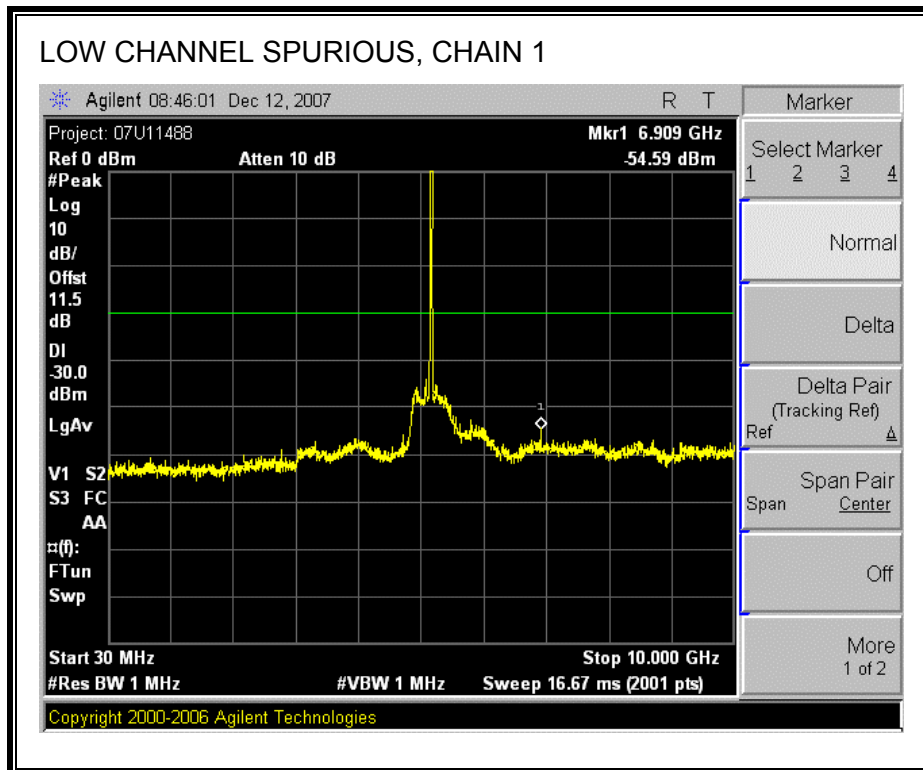 LOW CHANNEL SPURIOUS, CHAIN 1
Agilent 08:46:01 Dec 12, 2007 R T
Project: 07U11488 Mkr1 6.909 GHz
Ref 0 dBm Atten 10 dB -54.59 dBm
#Peak
Log
10
dB/
Offst
11.5
dB
DI
-30.0
dBm
LgAv
V1 S2
S3 FC
AA
¤(f):
FTun
Swp
1
Start 30 MHz Stop 10.000 GHz
#Res BW 1 MHz #VBW 1 MHz Sweep 16.67 ms (2001 pts)
Copyright 2000-2006 Agilent Technologies
Marker
Select Marker
1 2 3 4
Normal
Delta
Delta Pair
(Tracking Ref)
Ref Δ
Span Pair
Span Center
Off
More
1 of 2